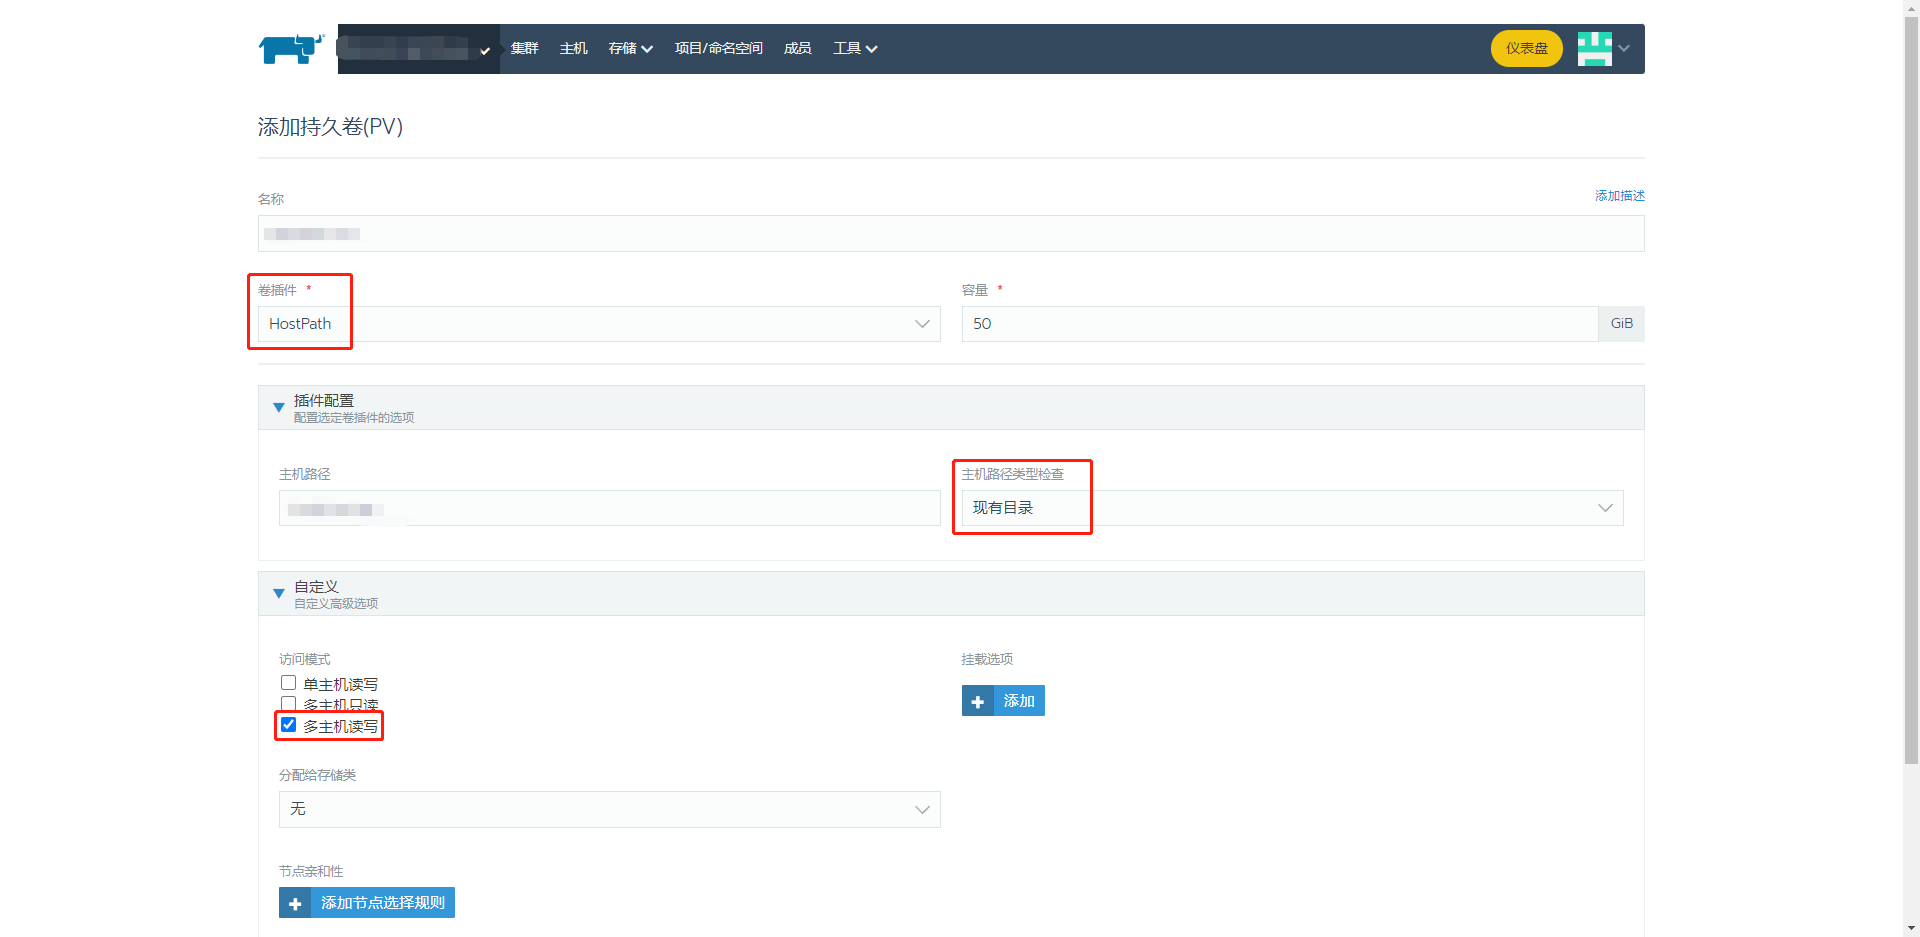 集群 主机 存储 项目/命名空间 成员 工具 仪表盘
添加持久卷(PV)
名称 添加描述
卷插件 * 容量 *
HostPath 50 GiB
插件配置
配置选定卷插件的选项
主机路径 主机路径类型检查
现有目录
自定义
自定义高级选项
访问模式 挂载选项
单主机读写
多主机只读
多主机读写
+ 添加
分配给存储类
无
节点亲和性
+ 添加节点选择规则